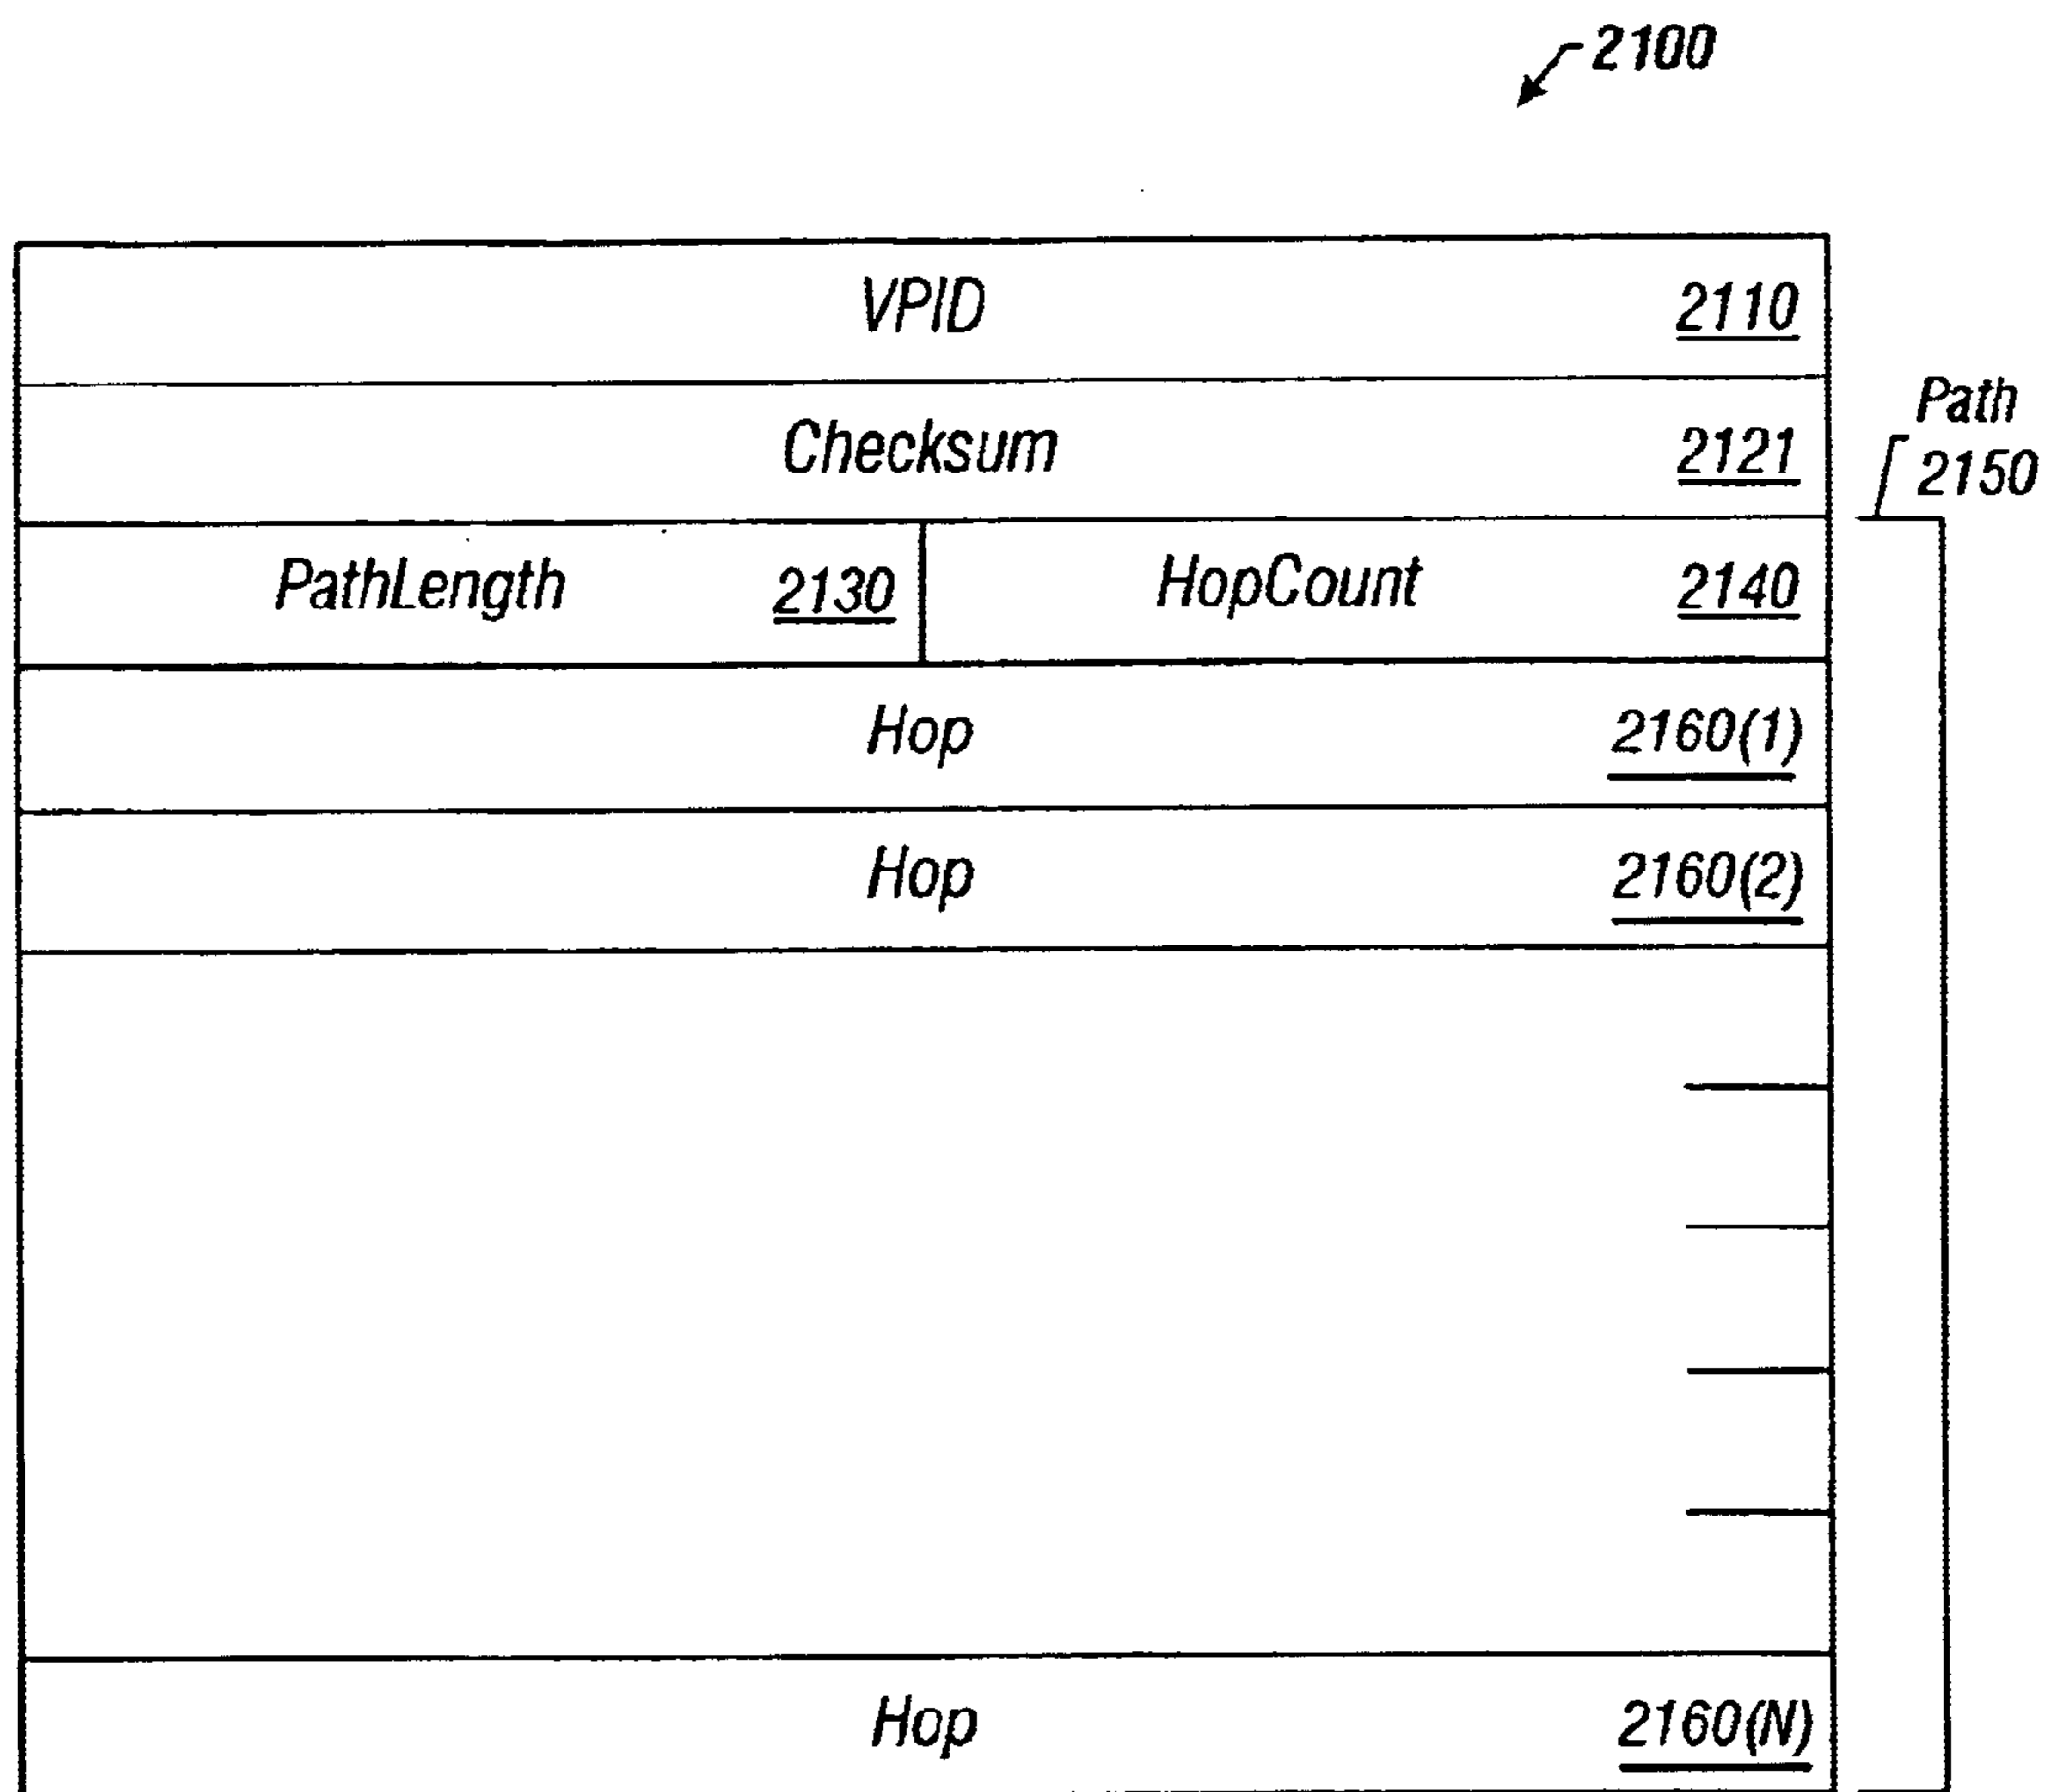 2100
VPID 2110
Checksum 2121
Path
2150
PathLength 2130 HopCount 2140
Hop 2160(1)
Hop 2160(2)
Hop 2160(N)